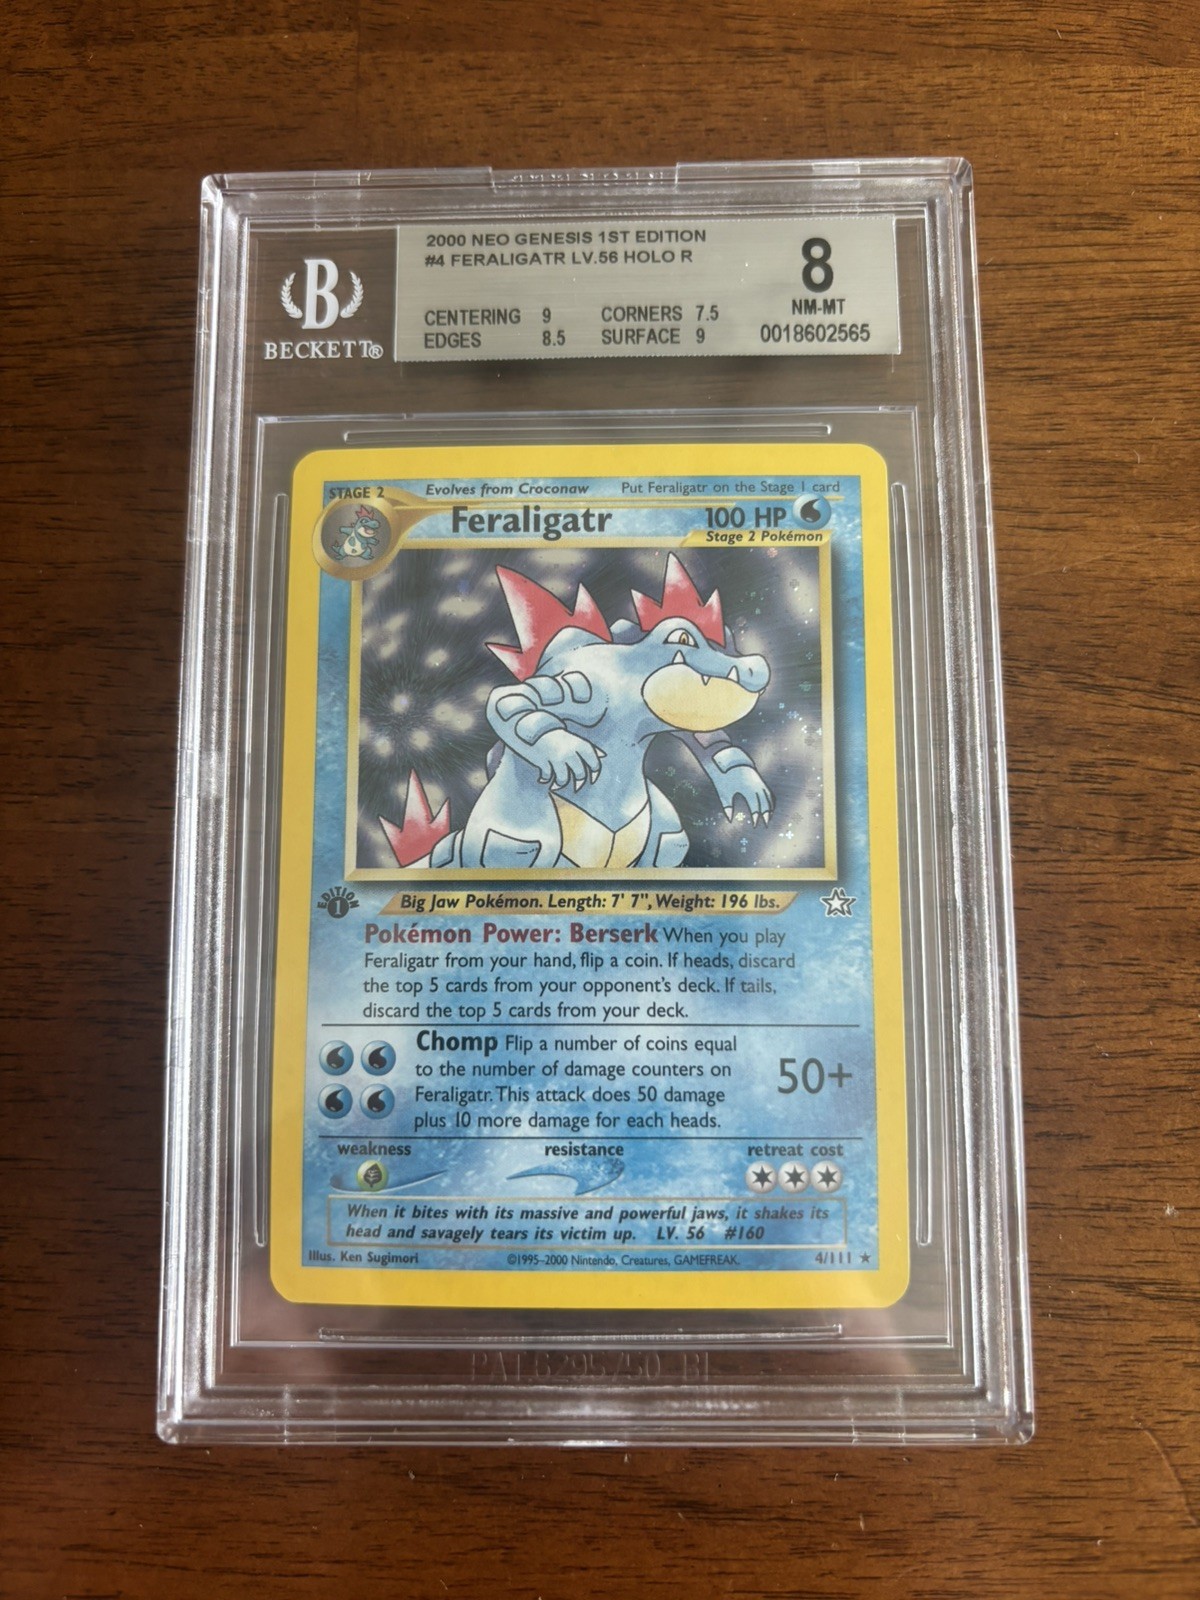 2000 NEO GENESIS 1ST EDITION
#4 FERALIGATR LV.56 HOLO R
8
NM-MT
0018602565
CENTERING 9 CORNERS 7.5
EDGES 8.5 SURFACE 9
B
BECKETT®
STAGE 2
Evolves from Croconaw
Put Feraligatr on the Stage 1 card
Feraligatr
100 HP
Stage 2 Pokémon
EDITION
1
Big Jaw Pokémon. Length: 7' 7", Weight: 196 lbs.
Pokémon Power: Berserk When you play
Feraligatr from your hand, flip a coin. If heads, discard
the top 5 cards from your opponent's deck. If tails,
discard the top 5 cards from your deck.
Chomp Flip a number of coins equal
to the number of damage counters on
Feraligatr. This attack does 50 damage
plus 10 more damage for each heads.
50+
weakness
resistance
retreat cost
When it bites with its massive and powerful jaws, it shakes its
head and savagely tears its victim up. LV. 56 #160
Illus. Ken Sugimori
©1995-2000 Nintendo, Creatures, GAMEFREAK.
4/111 ★